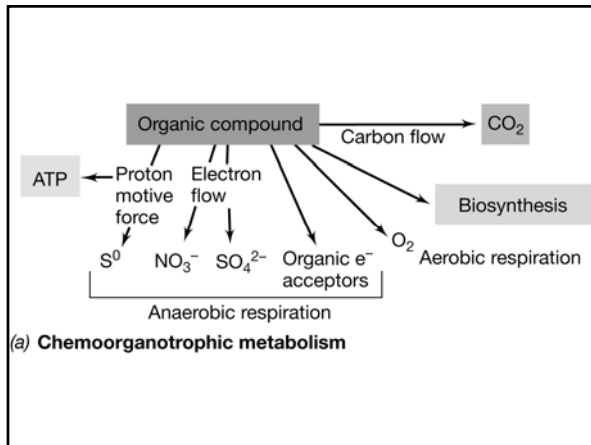 Organic compound
CO₂
Carbon flow
ATP
Proton
motive
force
Electron
flow
Biosynthesis
S⁰
NO₃⁻
SO₄²⁻
Organic e⁻
acceptors
O₂
Aerobic respiration
Anaerobic respiration
(a) Chemoorganotrophic metabolism